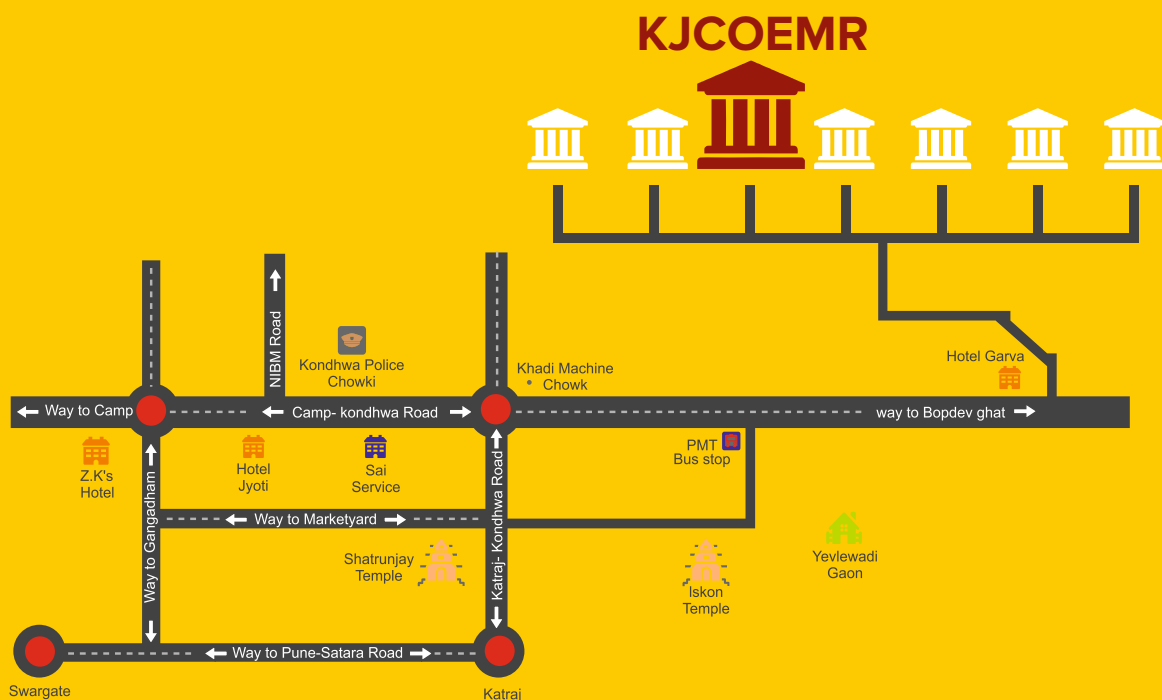 KJCOEMR
NIBM Road
Kondhwa Police
Chowki
Khadi Machine
Chowk
Hotel Garva
Way to Camp
Camp- kondhwa Road
way to Bopdev ghat
Z.K's
Hotel
Hotel
Jyoti
Sai
Service
PMT
Bus stop
Way to Gangadham
Katraj- Kondhwa Road
Way to Marketyard
Shatrunjay
Temple
Iskon
Temple
Yevlewadi
Gaon
Way to Pune-Satara Road
Swargate
Katraj